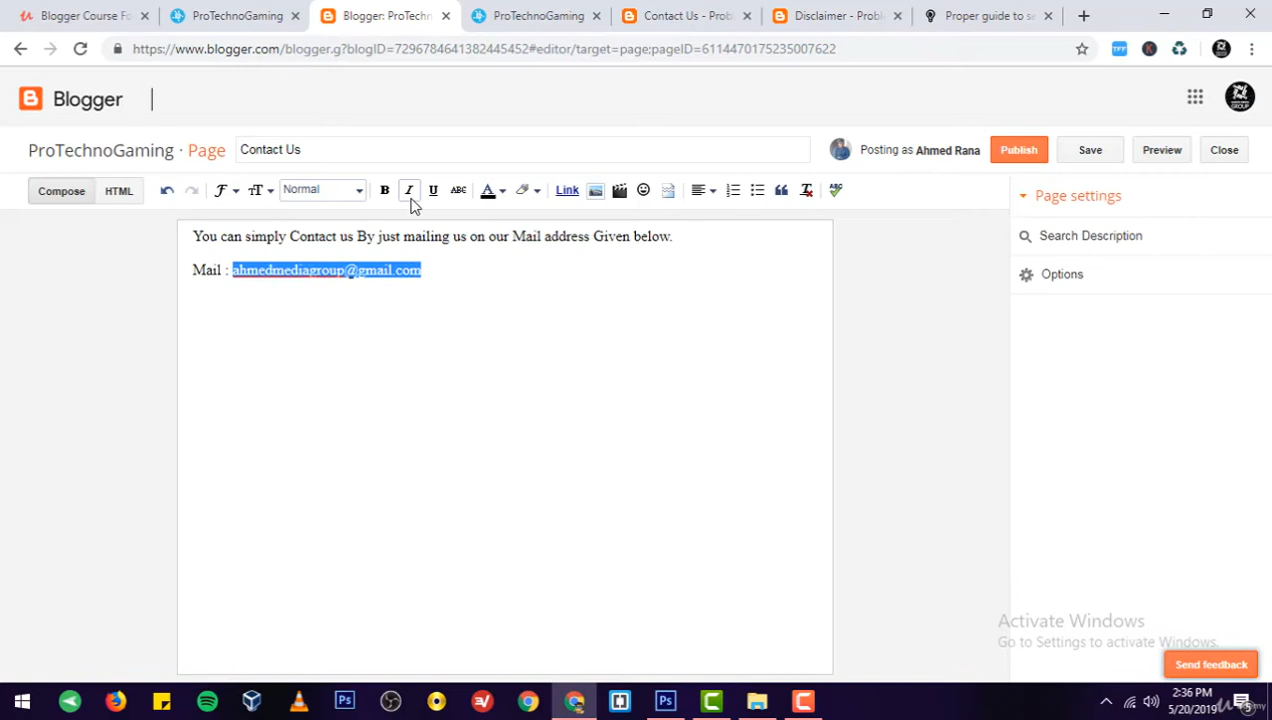 Blogger Course Fo
ProTechnoGaming
Blogger: ProTechn
ProTechnoGaming
Contact Us - Prob
Disclaimer - Probl
Proper guide to se
https://www.blogger.com/blogger.g?blogID=7296784641382445452#editor/target=page;pageID=6114470175235007622
Blogger
ProTechnoGaming · Page
Contact Us
Posting as Ahmed Rana
Publish
Save
Preview
Close
Compose
HTML
Normal
B I U ABC A Link
Page settings
You can simply Contact us By just mailing us on our Mail address Given below.
Search Description
Mail : ahmedmediagroup@gmail.com
Options
Activate Windows
Go to Settings to activate Windows.
Send feedback
2:36 PM
5/20/2019